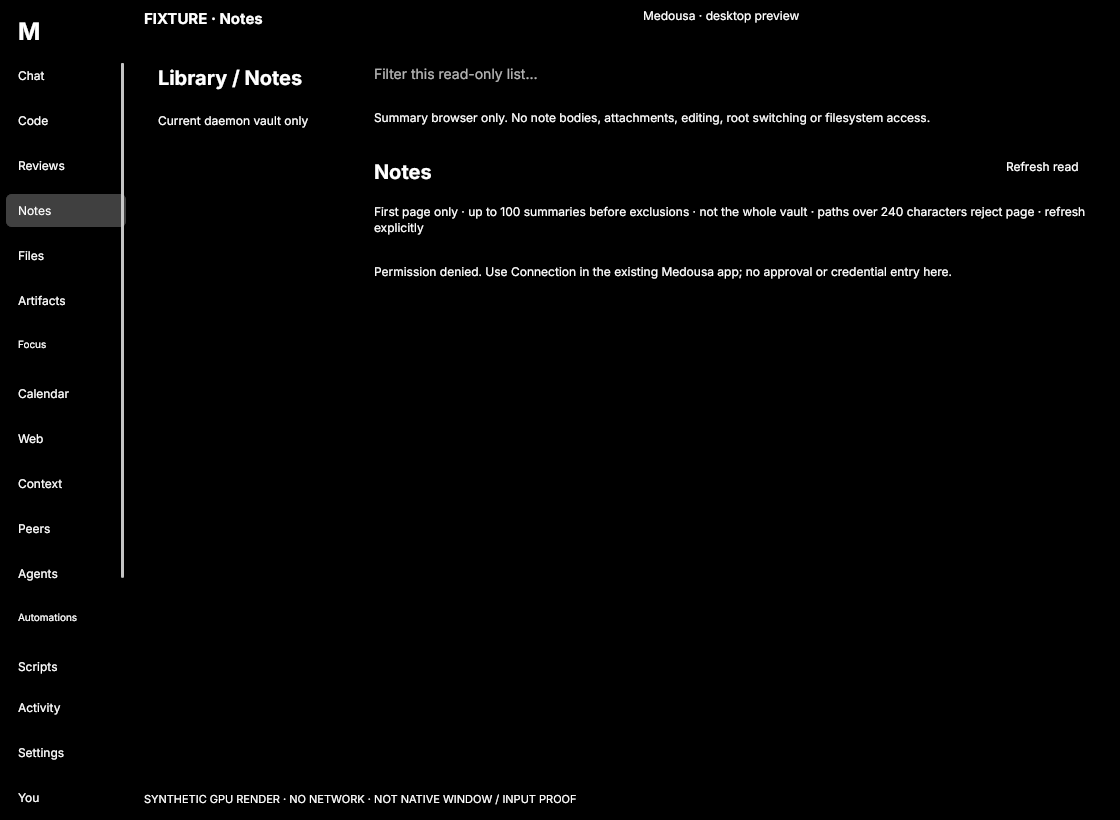 M
FIXTURE · Notes
Medousa · desktop preview
Chat
Code
Reviews
Notes
Files
Artifacts
Focus
Calendar
Web
Context
Peers
Agents
Automations
Scripts
Activity
Settings
You
Library / Notes
Current daemon vault only
Filter this read-only list...
Summary browser only. No note bodies, attachments, editing, root switching or filesystem access.
Notes
Refresh read
First page only · up to 100 summaries before exclusions · not the whole vault · paths over 240 characters reject page · refresh
explicitly
Permission denied. Use Connection in the existing Medousa app; no approval or credential entry here.
SYNTHETIC GPU RENDER · NO NETWORK · NOT NATIVE WINDOW / INPUT PROOF